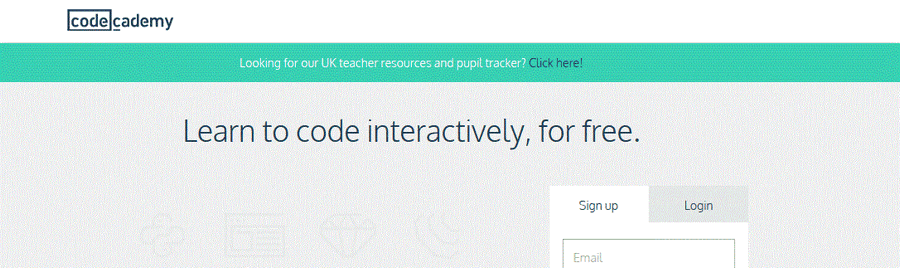 codecademy
Looking for our UK teacher resources and pupil tracker? Click here!
Learn to code interactively, for free.
Sign up Login
Email